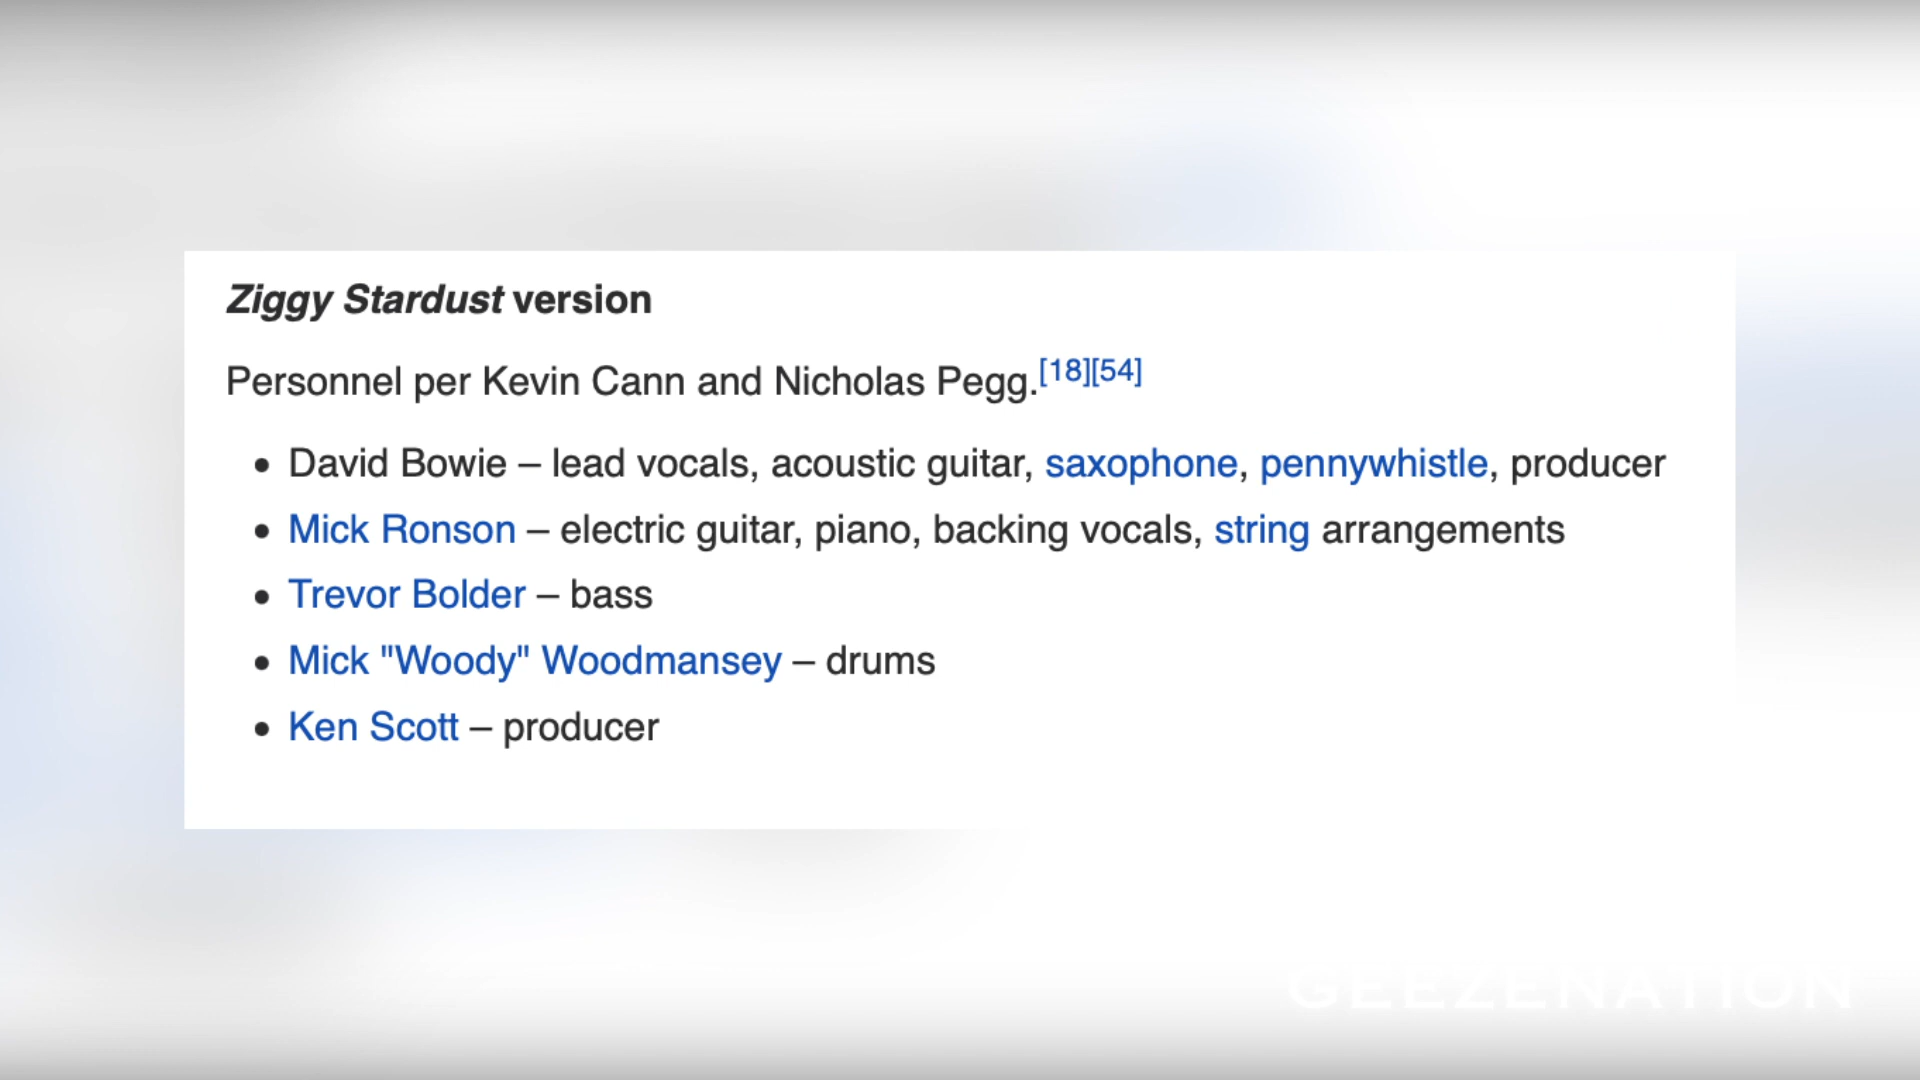 Ziggy Stardust version
Personnel per Kevin Cann and Nicholas Pegg.[18][54]
• David Bowie – lead vocals, acoustic guitar, saxophone, pennywhistle, producer
• Mick Ronson – electric guitar, piano, backing vocals, string arrangements
• Trevor Bolder – bass
• Mick "Woody" Woodmansey – drums
• Ken Scott – producer
GEEZENATION